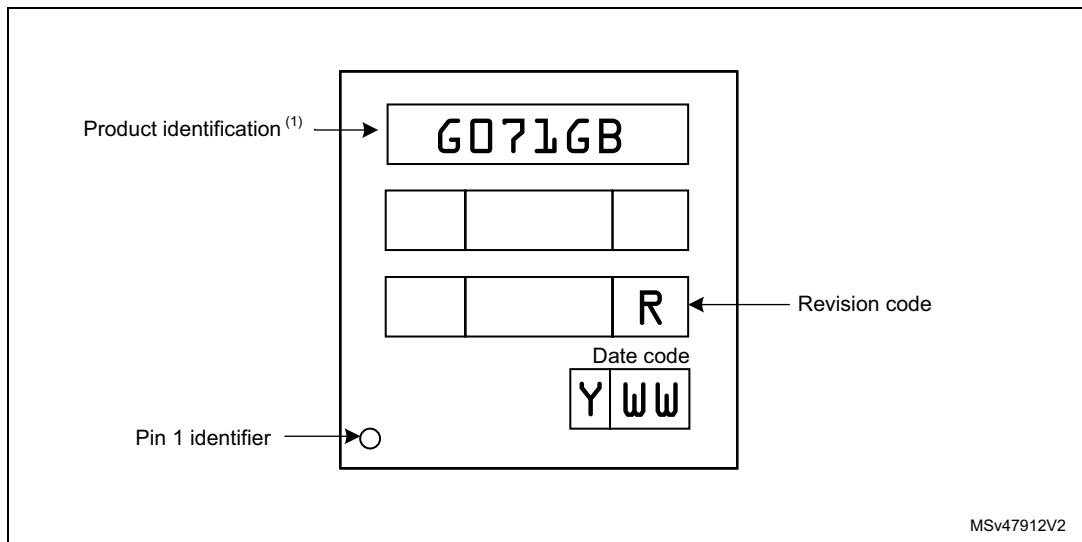 Product identification (1)
G071GB
R
Revision code
Date code
Y WW
Pin 1 identifier
MSv47912V2